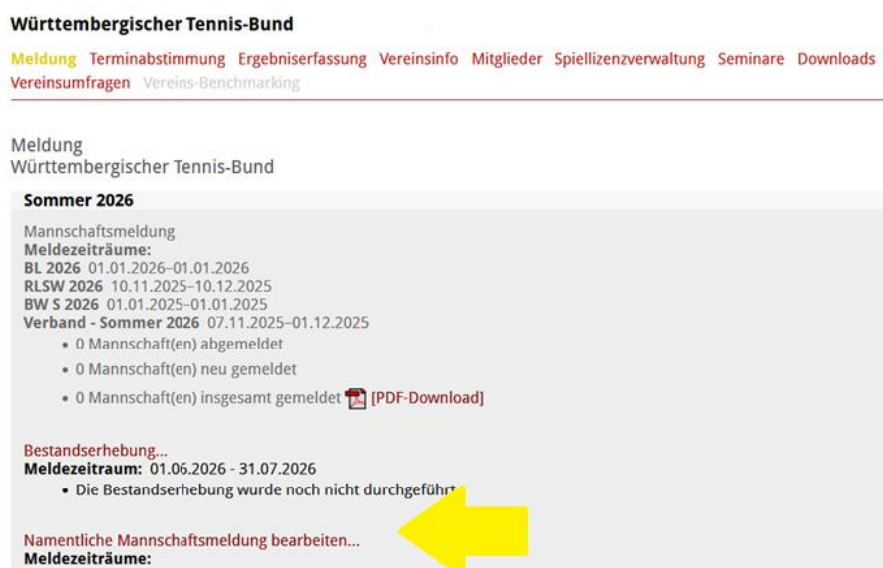 Württembergischer Tennis-Bund
Meldung Terminabstimmung Ergebniserfassung Vereinsinfo Mitglieder Spiellizenzverwaltung Seminare Downloads
Vereinsumfragen Vereins-Benchmarking
Meldung
Württembergischer Tennis-Bund
Sommer 2026
Mannschaftsmeldung
Meldezeiträume:
BL 2026 01.01.2026–01.01.2026
RLSW 2026 10.11.2025–10.12.2025
BW S 2026 01.01.2025–01.01.2025
Verband - Sommer 2026 07.11.2025–01.12.2025
• 0 Mannschaft(en) abgemeldet
• 0 Mannschaft(en) neu gemeldet
• 0 Mannschaft(en) insgesamt gemeldet [PDF-Download]
Bestandserhebung...
Meldezeitraum: 01.06.2026 - 31.07.2026
• Die Bestandserhebung wurde noch nicht durchgeführt
Namentliche Mannschaftsmeldung bearbeiten...
Meldezeiträume: